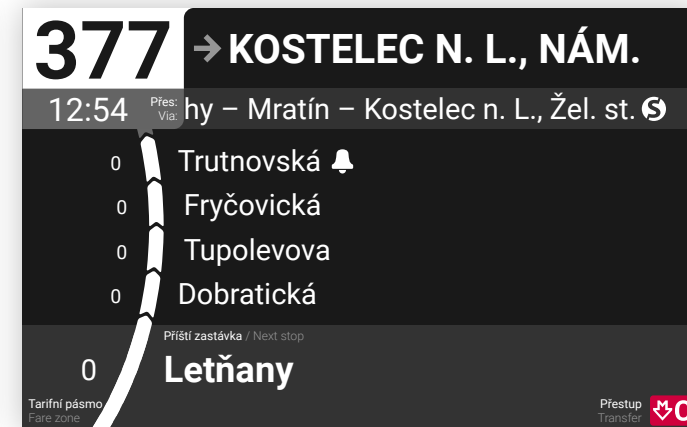 377 → KOSTELEC N. L., NÁM.
12:54 Přes: Via: hy – Mratín – Kostelec n. L., Žel. st. S
0 Trutnovská
0 Fryčovická
0 Tupolevova
0 Dobratická
Příští zastávka / Next stop
0 Letňany
Tarifní pásmo Přestup C
Fare zone Transfer